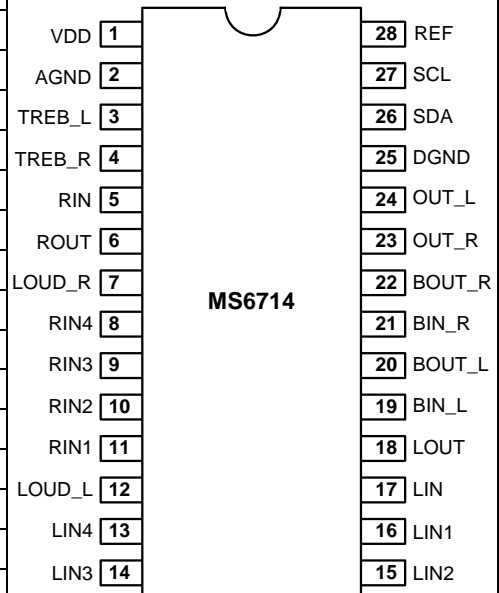 VDD 1 28 REF
AGND 2 27 SCL
TREB_L 3 26 SDA
TREB_R 4 25 DGND
RIN 5 24 OUT_L
ROUT 6 23 OUT_R
LOUD_R 7 22 BOUT_R
MS6714
RIN4 8 21 BIN_R
RIN3 9 20 BOUT_L
RIN2 10 19 BIN_L
RIN1 11 18 LOUT
LOUD_L 12 17 LIN
LIN4 13 16 LIN1
LIN3 14 15 LIN2